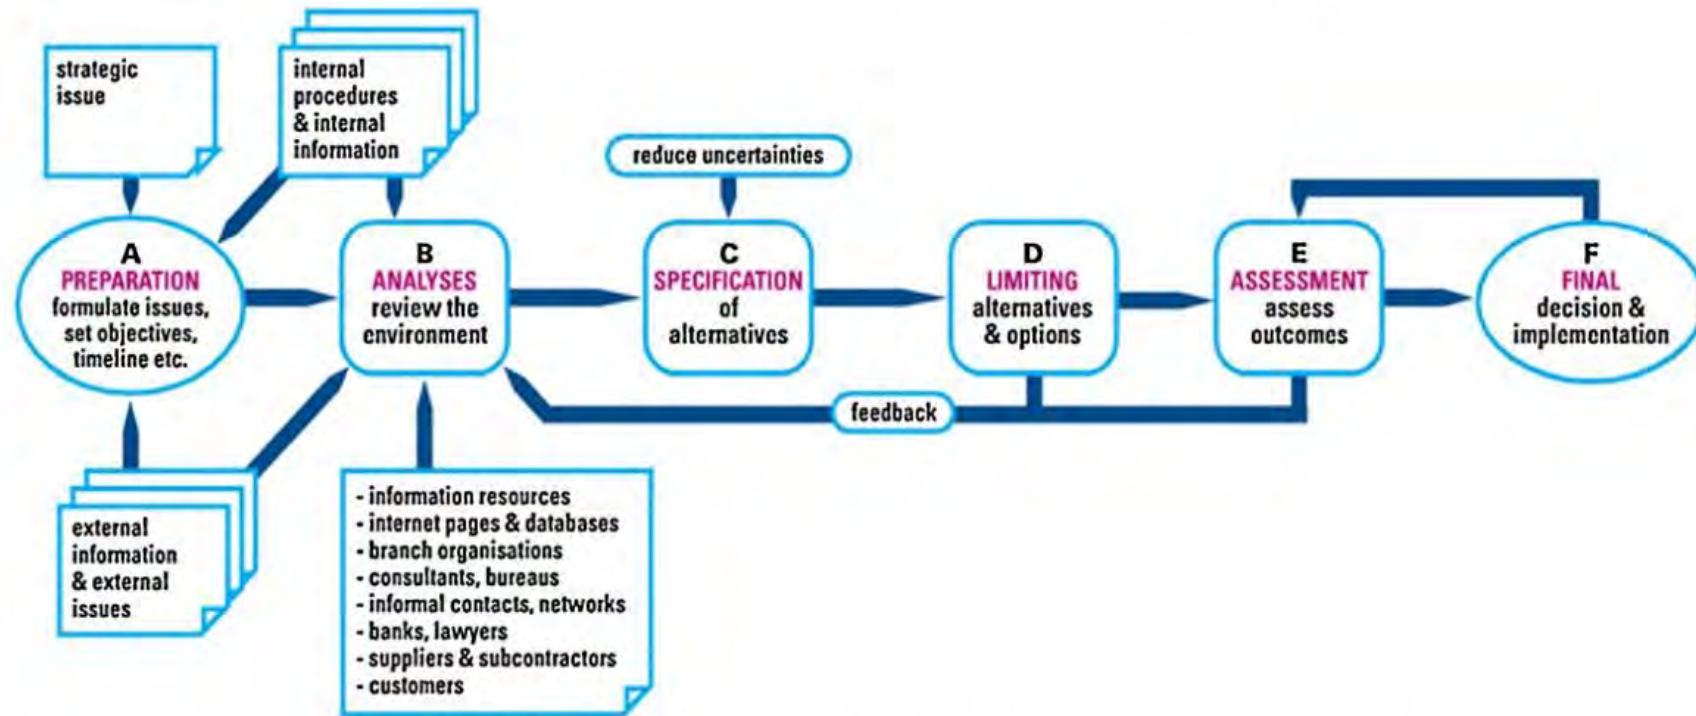 strategic
issue
internal
procedures
& internal
information
reduce uncertainties
A
PREPARATION
formulate issues,
set objectives,
timeline etc.
B
ANALYSES
review the
environment
C
SPECIFICATION
of
alternatives
D
LIMITING
alternatives
& options
E
ASSESSMENT
assess
outcomes
F
FINAL
decision &
implementation
feedback
external
information
& external
issues
- information resources
- internet pages & databases
- branch organisations
- consultants, bureaus
- informal contacts, networks
- banks, lawyers
- suppliers & subcontractors
- customers